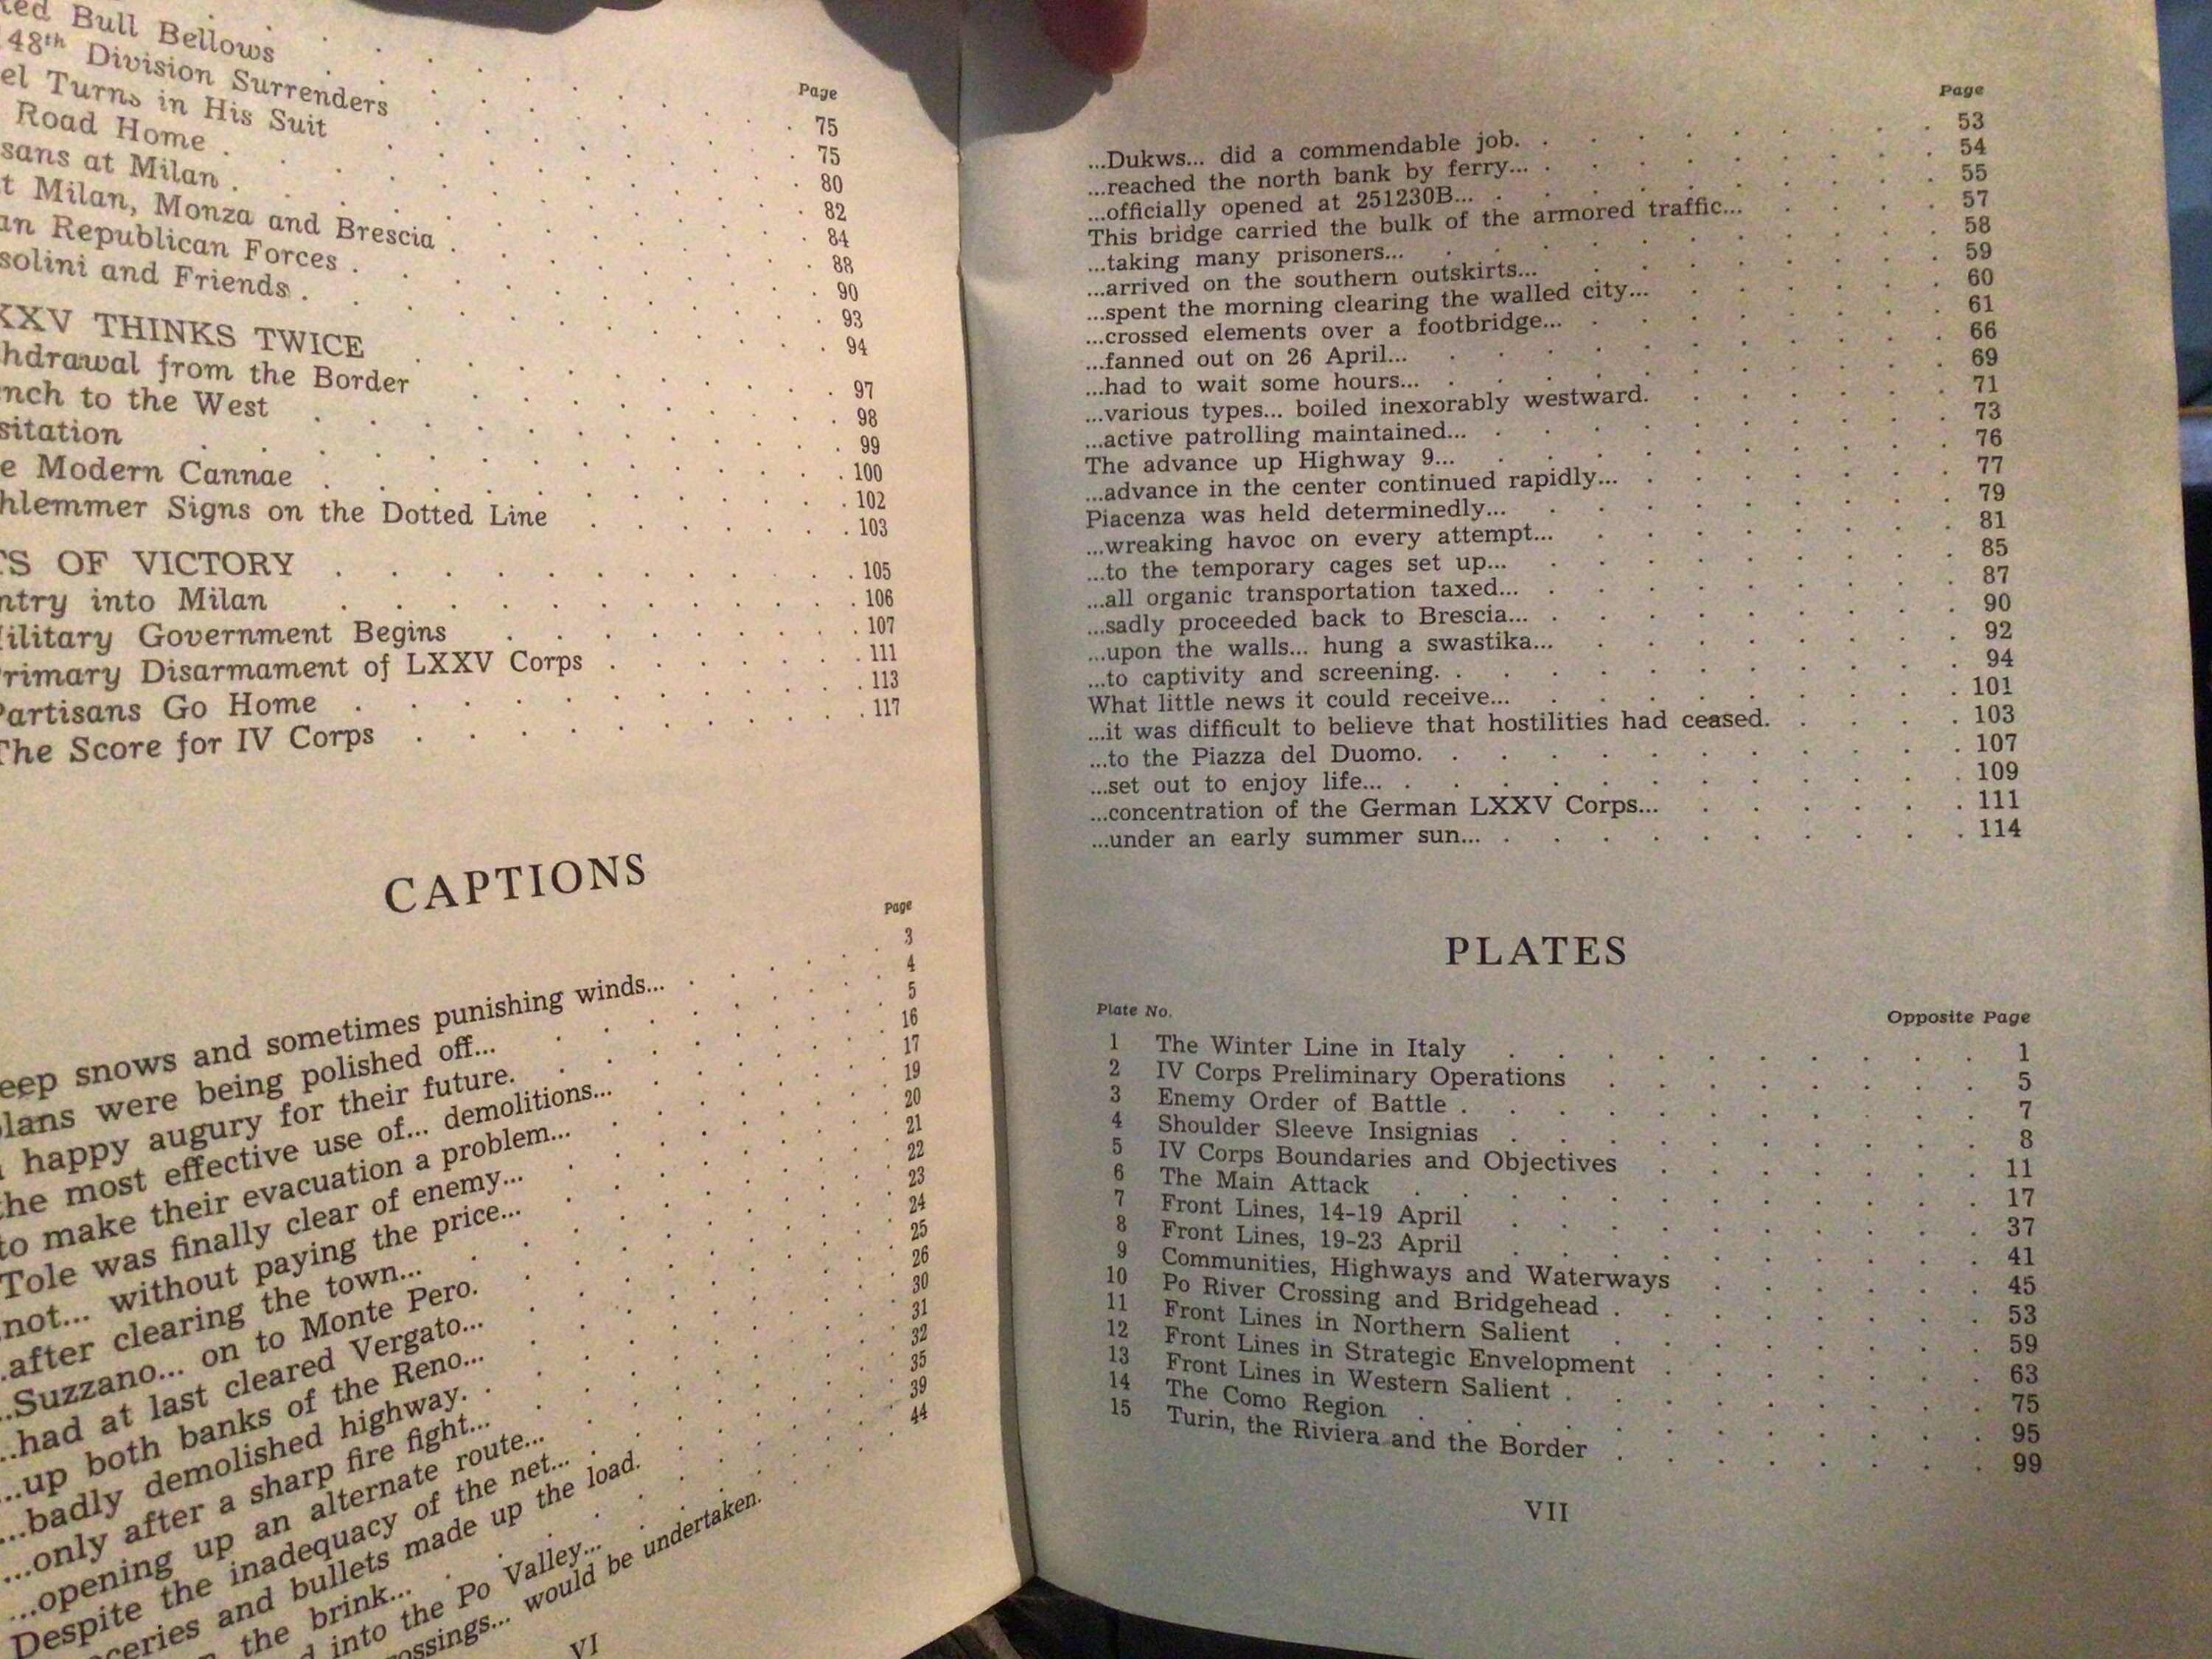 Page
75
ed Bull Bellows 75
48th Division Surrenders 80
el Turns in His Suit 82
Road Home . 84
sans at Milan . 88
t Milan, Monza and Brescia . 90
an Republican Forces . 93
solini and Friends . 94
XXV THINKS TWICE 97
hdrawal from the Border 98
nch to the West 99
sitation 100
e Modern Cannae . 102
hlemmer Signs on the Dotted Line . 103
TS OF VICTORY . 105
ntry into Milan . 106
ilitary Government Begins . 107
rimary Disarmament of LXXV Corps . 111
Partisans Go Home . 113
The Score for IV Corps . 117
CAPTIONS
Page
eep snows and sometimes punishing winds... 3
lans were being polished off... 4
happy augury for their future. 5
the most effective use of... demolitions... 16
to make their evacuation a problem... 17
Tole was finally clear of enemy... 19
not... without paying the price... 20
.after clearing the town... 21
..Suzzano... on to Monte Pero. 22
..had at last cleared Vergato... 23
...up both banks of the Reno... 24
...badly demolished highway. 25
...only after a sharp fire fight... 26
...opening up an alternate route... 30
Despite the inadequacy of the net... 31
ceries and bullets made up the load. 32
the brink... 35
into the Po Valley... 39
ossings... would be undertaken. 44
VI
Page
...Dukws... did a commendable job. 53
...reached the north bank by ferry... 54
...officially opened at 251230B... 55
This bridge carried the bulk of the armored traffic... 57
...taking many prisoners... 58
...arrived on the southern outskirts... 59
...spent the morning clearing the walled city... 60
...crossed elements over a footbridge... 61
...fanned out on 26 April... 66
...had to wait some hours... 69
...various types... boiled inexorably westward. 71
...active patrolling maintained... 73
The advance up Highway 9... 76
...advance in the center continued rapidly... 77
Piacenza was held determinedly... 79
...wreaking havoc on every attempt... 81
...to the temporary cages set up... 85
...all organic transportation taxed... 87
...sadly proceeded back to Brescia... 90
...upon the walls... hung a swastika... 92
...to captivity and screening. 94
What little news it could receive... 101
...it was difficult to believe that hostilities had ceased. 103
...to the Piazza del Duomo. 107
...set out to enjoy life... 109
...concentration of the German LXXV Corps... 111
...under an early summer sun... 114
PLATES
Plate No. Opposite Page
1 The Winter Line in Italy 1
2 IV Corps Preliminary Operations 5
3 Enemy Order of Battle 7
4 Shoulder Sleeve Insignias 8
5 IV Corps Boundaries and Objectives 11
6 The Main Attack 17
7 Front Lines, 14-19 April 37
8 Front Lines, 19-23 April 41
9 Communities, Highways and Waterways 45
10 Po River Crossing and Bridgehead 53
11 Front Lines in Northern Salient 59
12 Front Lines in Strategic Envelopment 63
13 Front Lines in Western Salient 75
14 The Como Region 95
15 Turin, the Riviera and the Border 99
VII